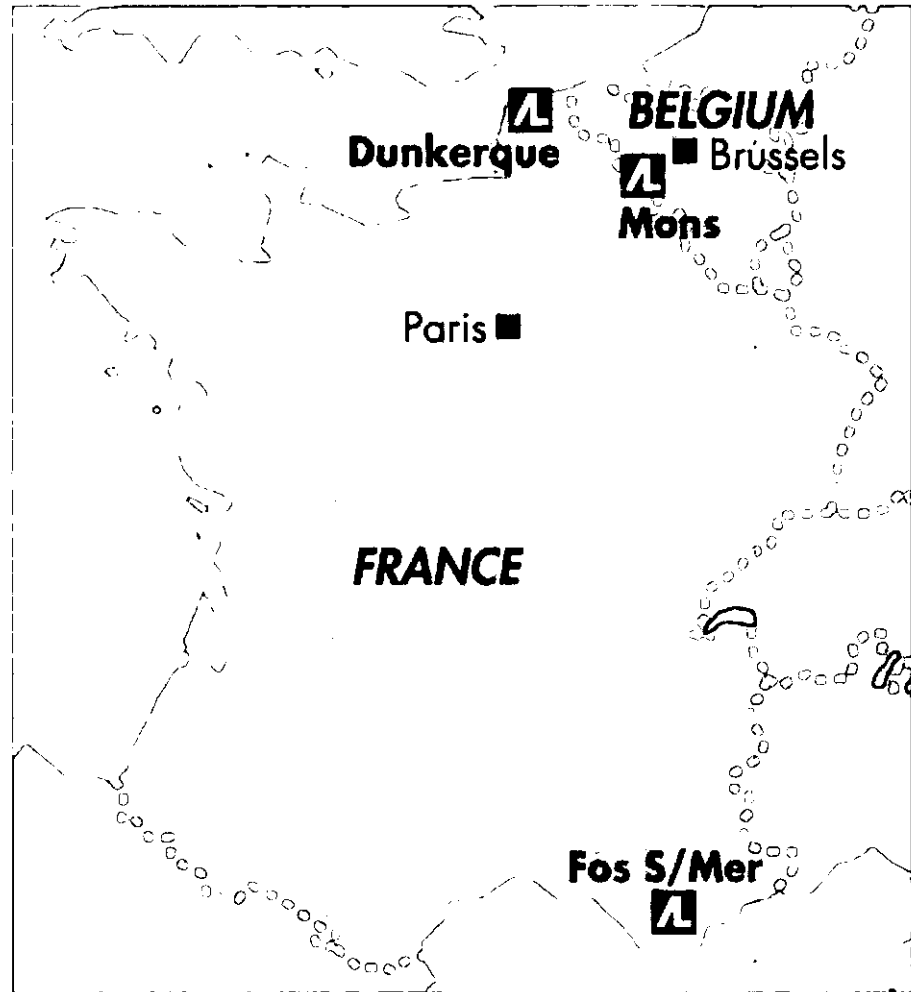 BELGIUM
Dunkerque
Brussels
Mons
Paris
FRANCE
Fos S/Mer